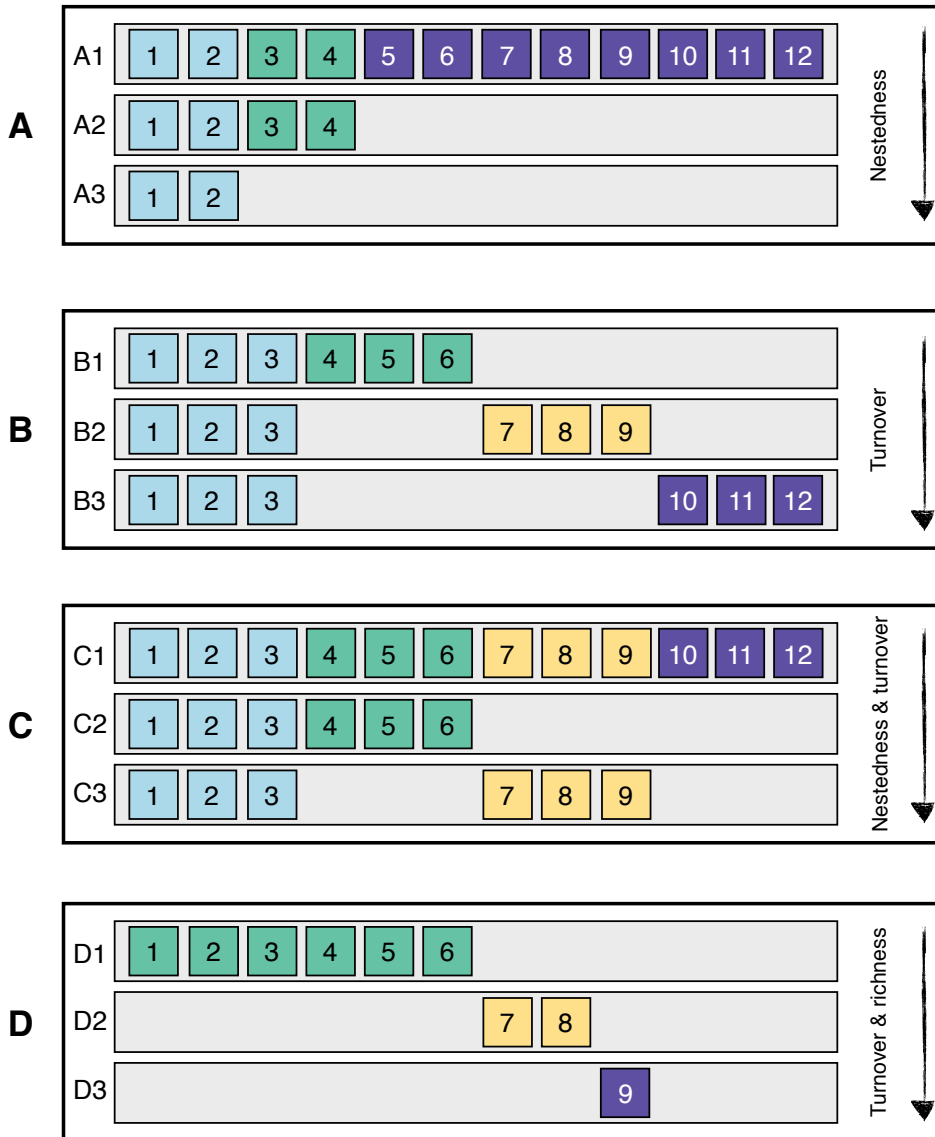 A
A1 1 2 3 4 5 6 7 8 9 10 11 12
A2 1 2 3 4
A3 1 2
Nestedness
B
B1 1 2 3 4 5 6
B2 1 2 3 7 8 9
B3 1 2 3 10 11 12
Turnover
C
C1 1 2 3 4 5 6 7 8 9 10 11 12
C2 1 2 3 4 5 6
C3 1 2 3 7 8 9
Nestedness & turnover
D
D1 1 2 3 4 5 6
D2 7 8
D3 9
Turnover & richness